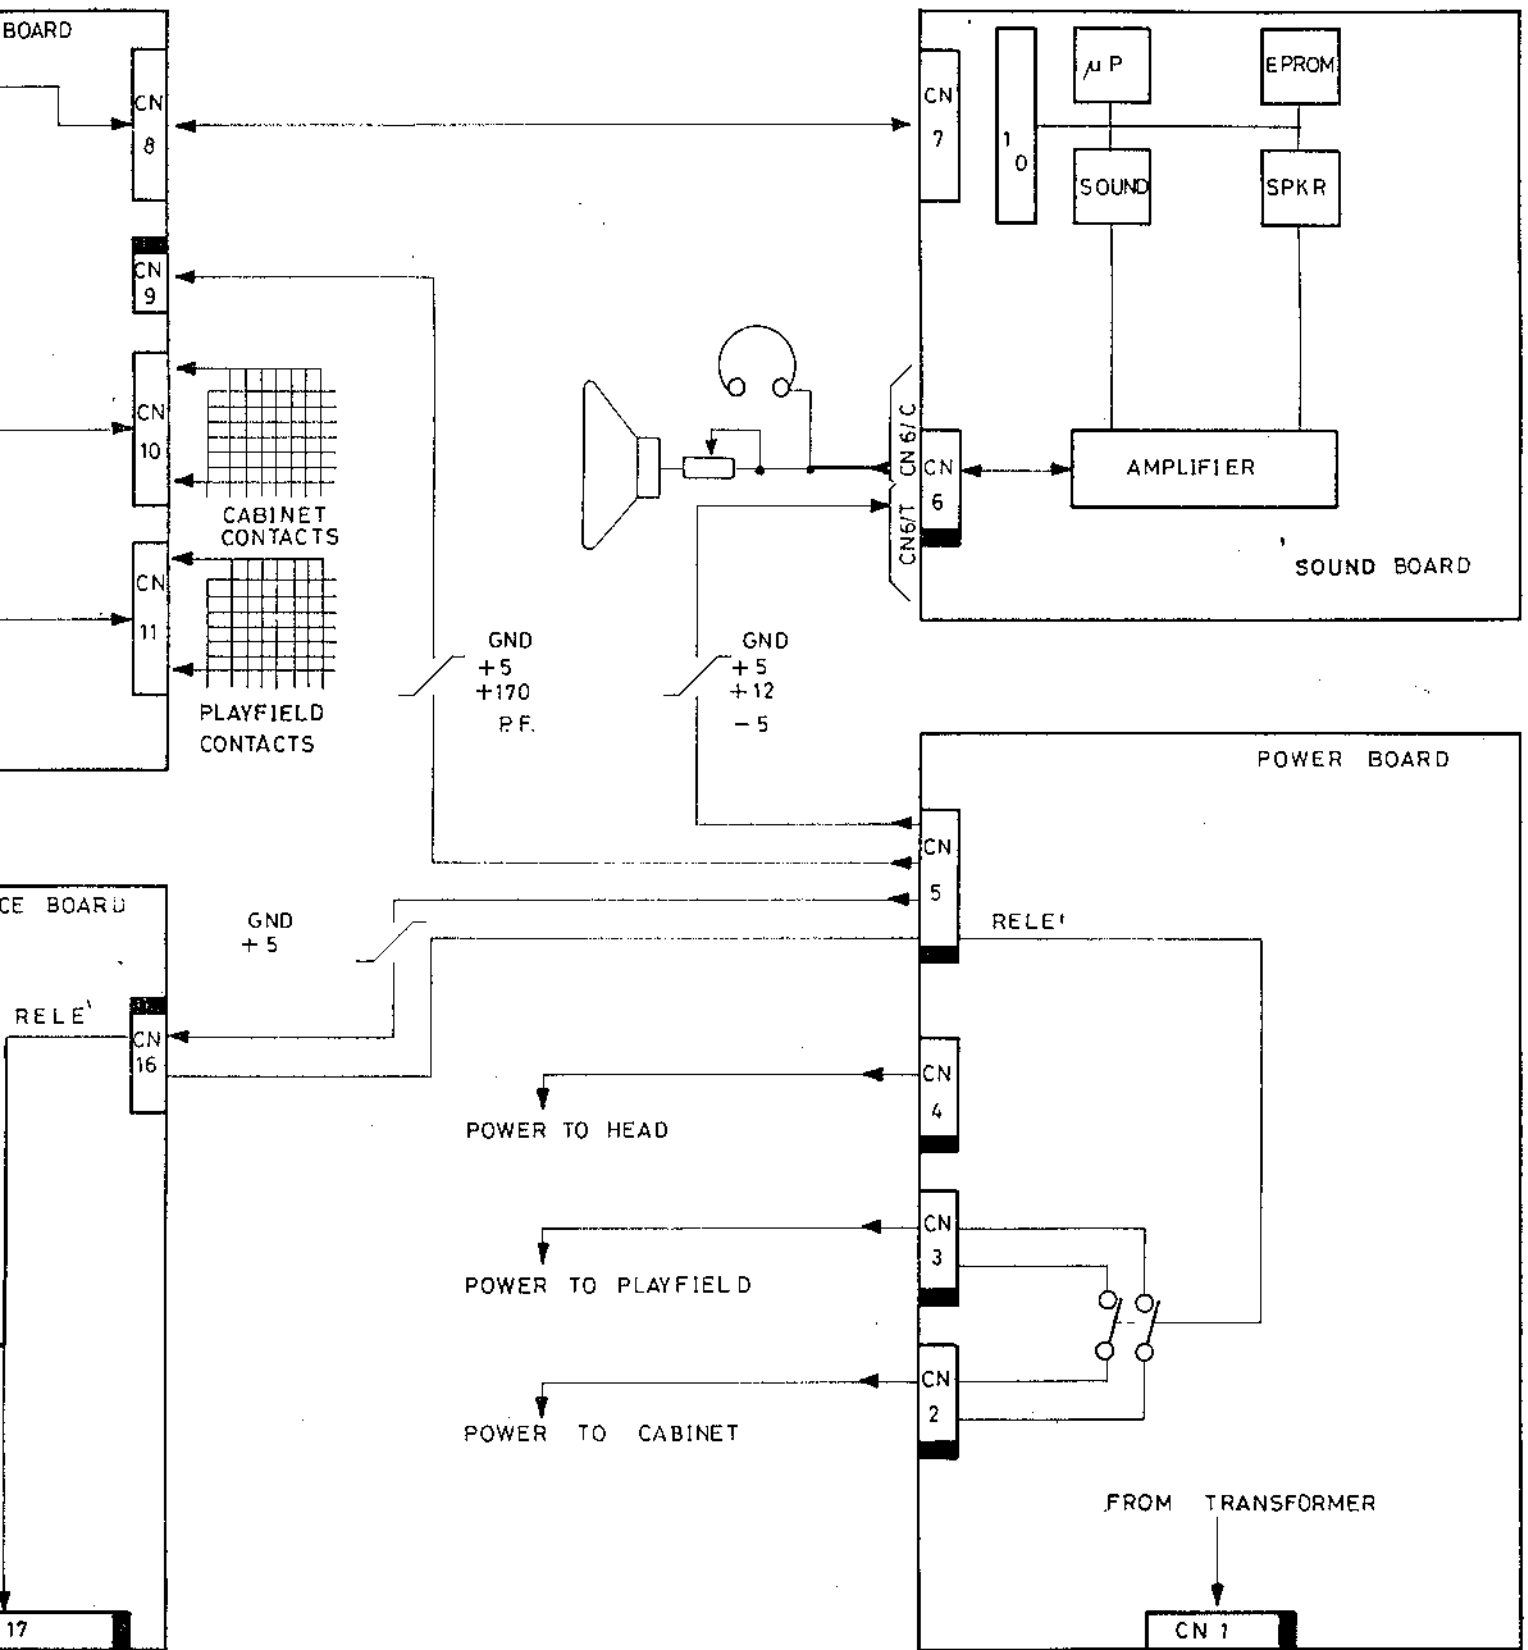 BOARD
CN
8
CN
9
CN
10
CABINET
CONTACTS
CN
11
PLAYFIELD
CONTACTS
GND
+5
+170
P.F.
GND
+5
+12
-5
CN
7
1
0
µP
EPROM
SOUND
SPKR
CN 6/C
CN6/T
CN
6
AMPLIFIER
SOUND BOARD
POWER BOARD
CN
5
RELE'
CE BOARD
GND
+5
RELE'
CN
16
CN
4
POWER TO HEAD
CN
3
POWER TO PLAYFIELD
CN
2
POWER TO CABINET
FROM TRANSFORMER
17
CN 1